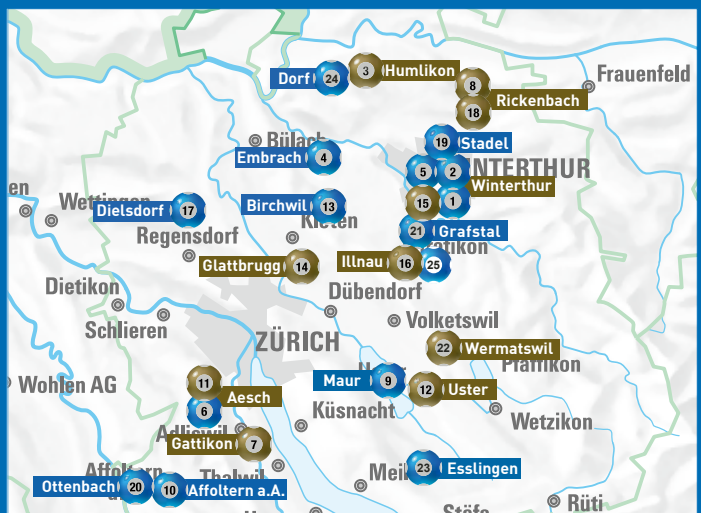 Frauenfeld
Dorf 24
3 Humlikon
8
Rickenbach
18
Bülach
19 Stadel
Embrach 4
5 2
WINTERTHUR
Winterthur
15 1
Wettingen
Dielsdorf 17
Birchwil 13
Kloten
21 Grafstal
Regensdorf
Glattbrugg 14
Illnau 16 25
Dietikon
Dübendorf
Schlieren
Volketswil
ZÜRICH
22 Wermatswil
Pfäffikon
Wohlen AG
11
Aesch
6
Maur 9
12 Uster
Küsnacht
Wetzikon
Adliswil
Gattikon 7
Affoltern
Thalwil
Ottenbach 20
10 Affoltern a.A.
Mei
23 Esslingen
Stäfa
Rüti